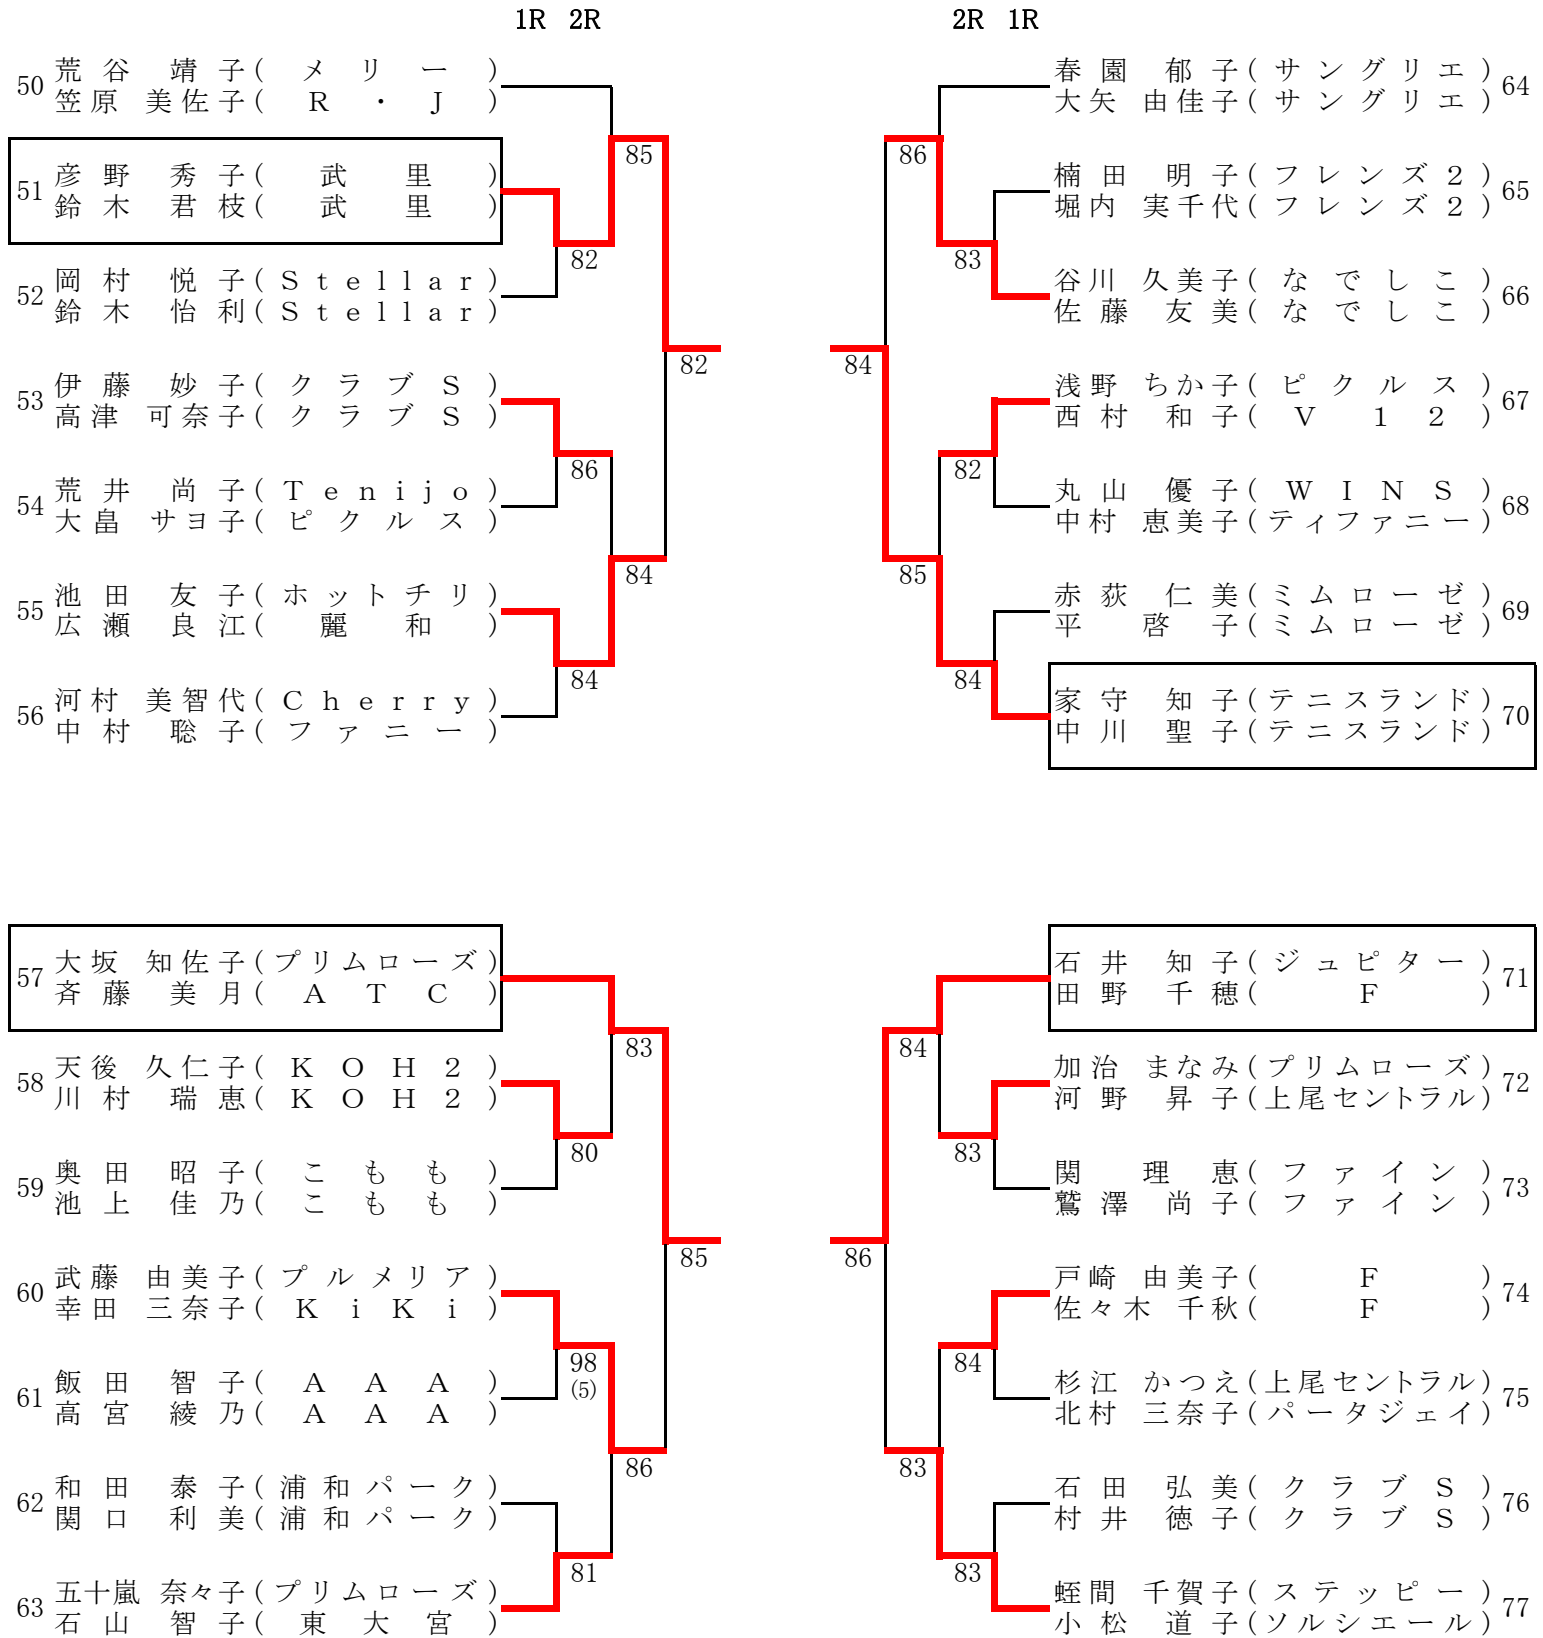 1R 2R
50 荒谷 靖子(メリー)
笠原 美佐子(R・J)
85
51 彦野 秀子(武里)
鈴木 君枝(武里)
82
52 岡村 悦子(Stellar)
鈴木 怡利(Stellar)
82
53 伊藤 妙子(クラブS)
高津 可奈子(クラブS)
86
54 荒井 尚子(Tenijo)
大畠 サヨ子(ピクルス)
84
55 池田 友子(ホットチリ)
広瀬 良江(麗和)
84
56 河村 美智代(Cherry)
中村 聡子(ファニー)
57 大坂 知佐子(プリムローズ)
斉藤 美月(ATC)
83
58 天後 久仁子(KOH2)
川村 瑞恵(KOH2)
80
59 奥田 昭子(こもも)
池上 佳乃(こもも)
85
60 武藤 由美子(プルメリア)
幸田 三奈子(KiKi)
98
(5)
61 飯田 智子(AAA)
高宮 綾乃(AAA)
86
62 和田 泰子(浦和パーク)
関口 利美(浦和パーク)
81
63 五十嵐 奈々子(プリムローズ)
石山 智子(東大宮)
2R 1R
春園 郁子(サングリエ) 64
大矢 由佳子(サングリエ)
86
楠田 明子(フレンズ2) 65
堀内 実千代(フレンズ2)
83
谷川 久美子(なでしこ) 66
佐藤 友美(なでしこ)
84
浅野 ちか子(ピクルス) 67
西村 和子(V12)
82
丸山 優子(WINS) 68
中村 恵美子(ティファニー)
85
赤荻 仁美(ミムローゼ) 69
平 啓子(ミムローゼ)
84
家守 知子(テニスランド) 70
中川 聖子(テニスランド)
石井 知子(ジュピター) 71
田野 千穂(F)
84
加治 まなみ(プリムローズ) 72
河野 昇子(上尾セントラル)
83
関 理恵(ファイン) 73
鷲澤 尚子(ファイン)
86
戸崎 由美子(F) 74
佐々木 千秋(F)
84
杉江 かつえ(上尾セントラル) 75
北村 三奈子(パータジェイ)
83
石田 弘美(クラブS) 76
村井 徳子(クラブS)
83
蛭間 千賀子(ステッピー) 77
小松 道子(ソルシエール)